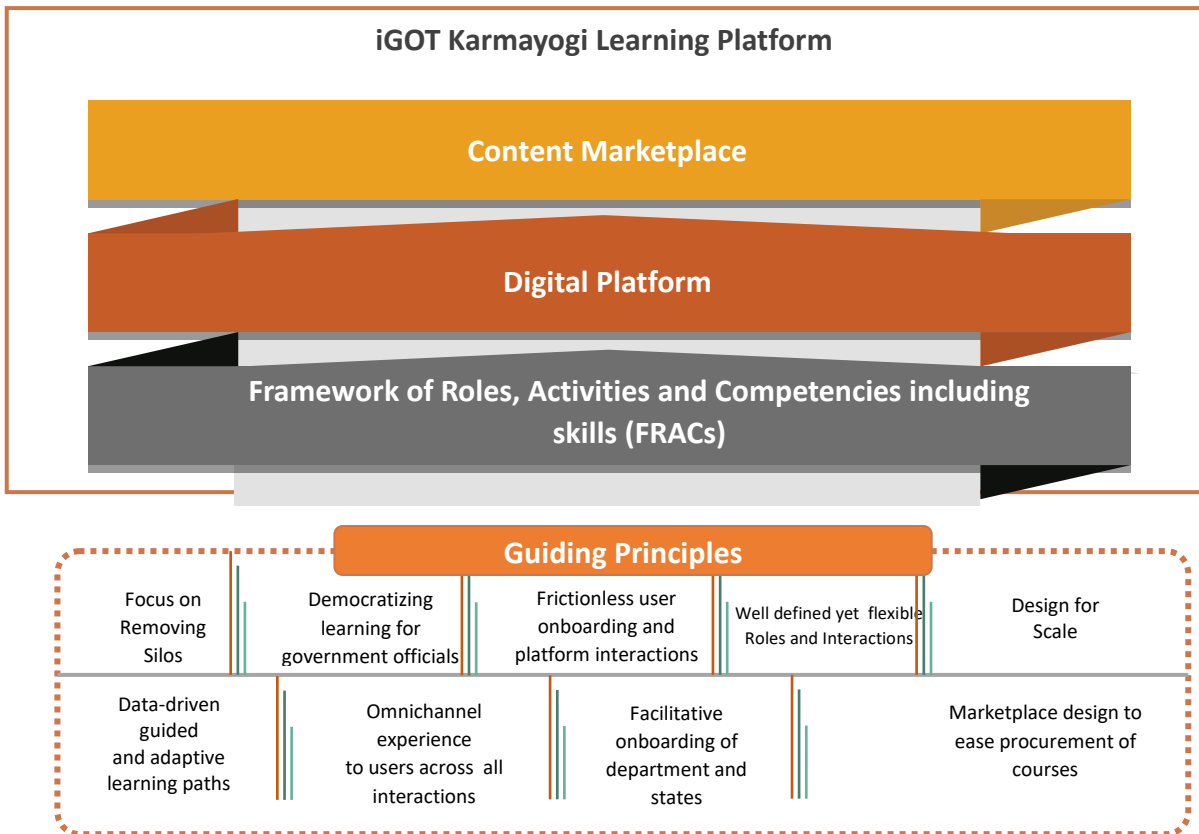 iGOT Karmayogi Learning Platform
Content Marketplace
Digital Platform
Framework of Roles, Activities and Competencies including
skills (FRACs)
Guiding Principles
Focus on
Removing
Silos
Democratizing
learning for
government officials
Frictionless user
onboarding and
platform interactions
Well defined yet flexible
Roles and Interactions
Design for
Scale
Data-driven
guided
and adaptive
learning paths
Omnichannel
experience
to users across all
interactions
Facilitative
onboarding of
department and
states
Marketplace design to
ease procurement of
courses